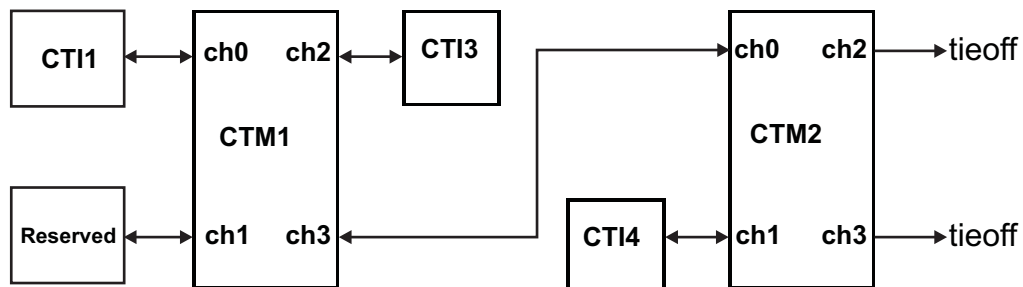 CTI1
ch0 ch2
CTI3
ch0 ch2
tieoff
CTM1
CTM2
Reserved
ch1 ch3
CTI4
ch1 ch3
tieoff